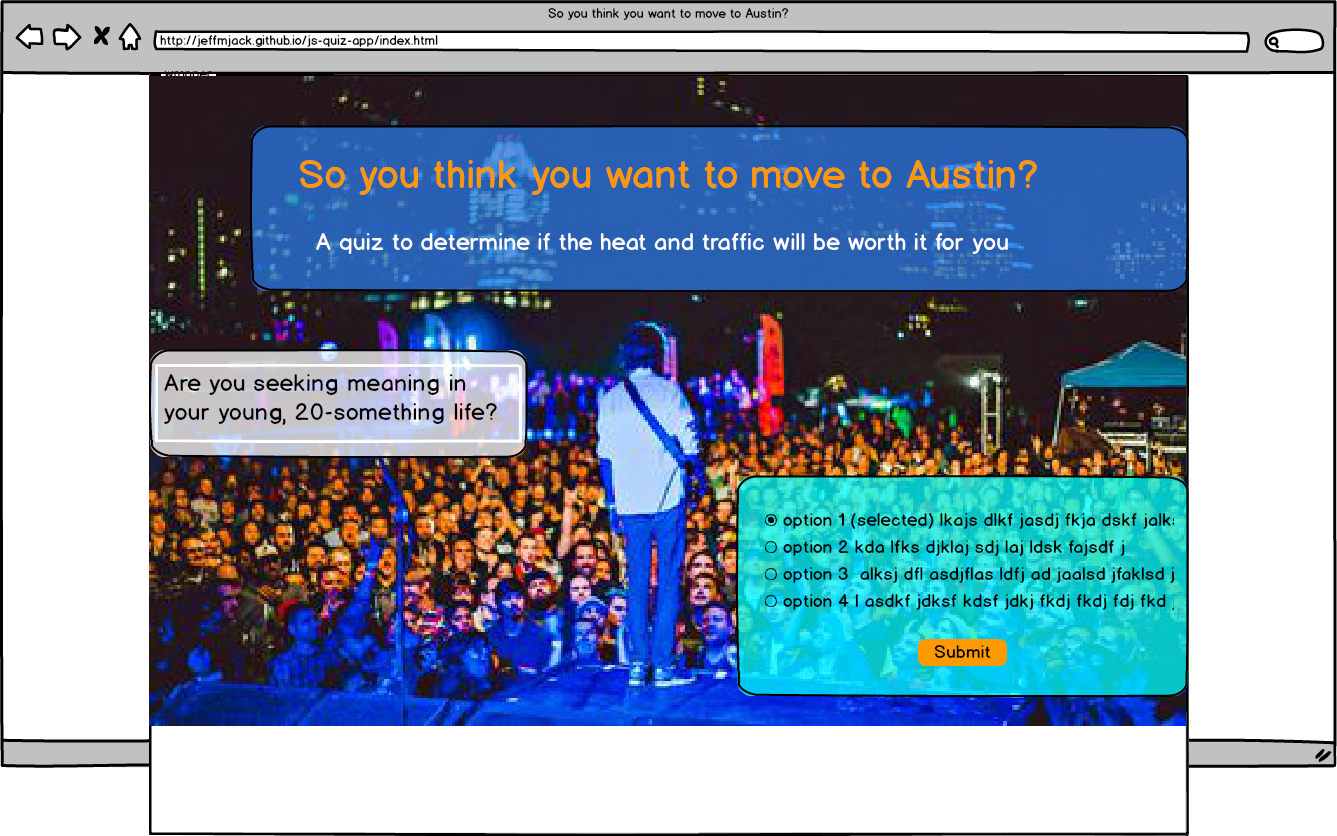 So you think you want to move to Austin?
http://jeffmjack.github.io/js-quiz-app/index.html
So you think you want to move to Austin?
A quiz to determine if the heat and traffic will be worth it for you
Are you seeking meaning in
your young, 20-something life?
option 1 (selected) lkajs dlkf jasdj fkja dskf jalk
option 2 kda lfks djklaj sdj laj ldsk fajsdf j
option 3 alksj dfl asdjflas ldfj ad jaalsd jfaklsd j
option 4 l asdkf jdksf kdsf jdkj fkdj fkdj fdj fkd
Submit